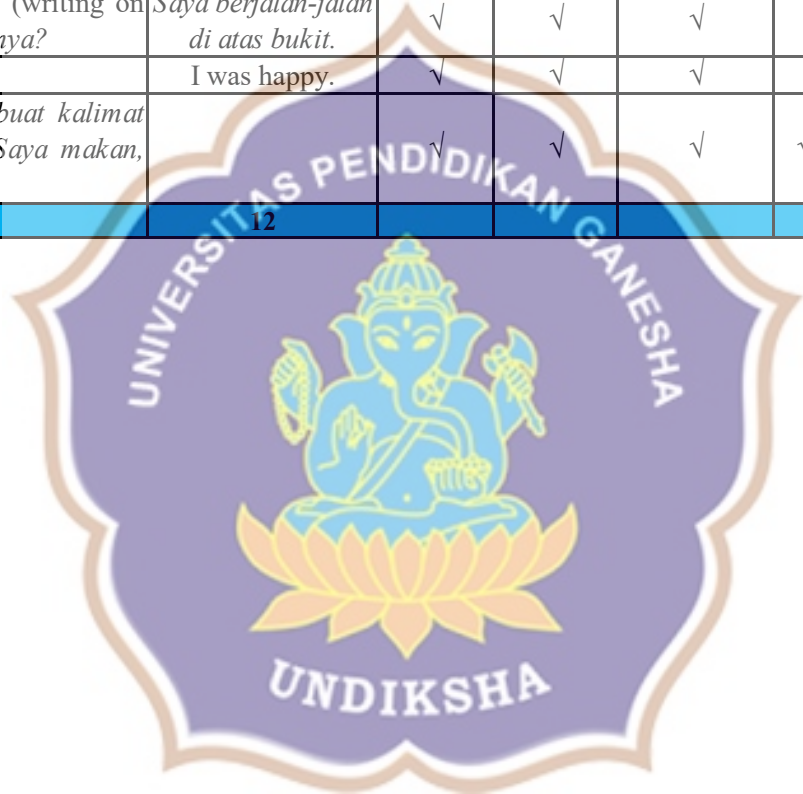 (writing on Saya berjalan-jalan √ √ √
nya? di atas bukit.
I was happy. √ √ √
buat kalimat
Saya makan, √ √ √
12
UNIVERSITAS PENDIDIKAN GANESHA
UNDIKSHA